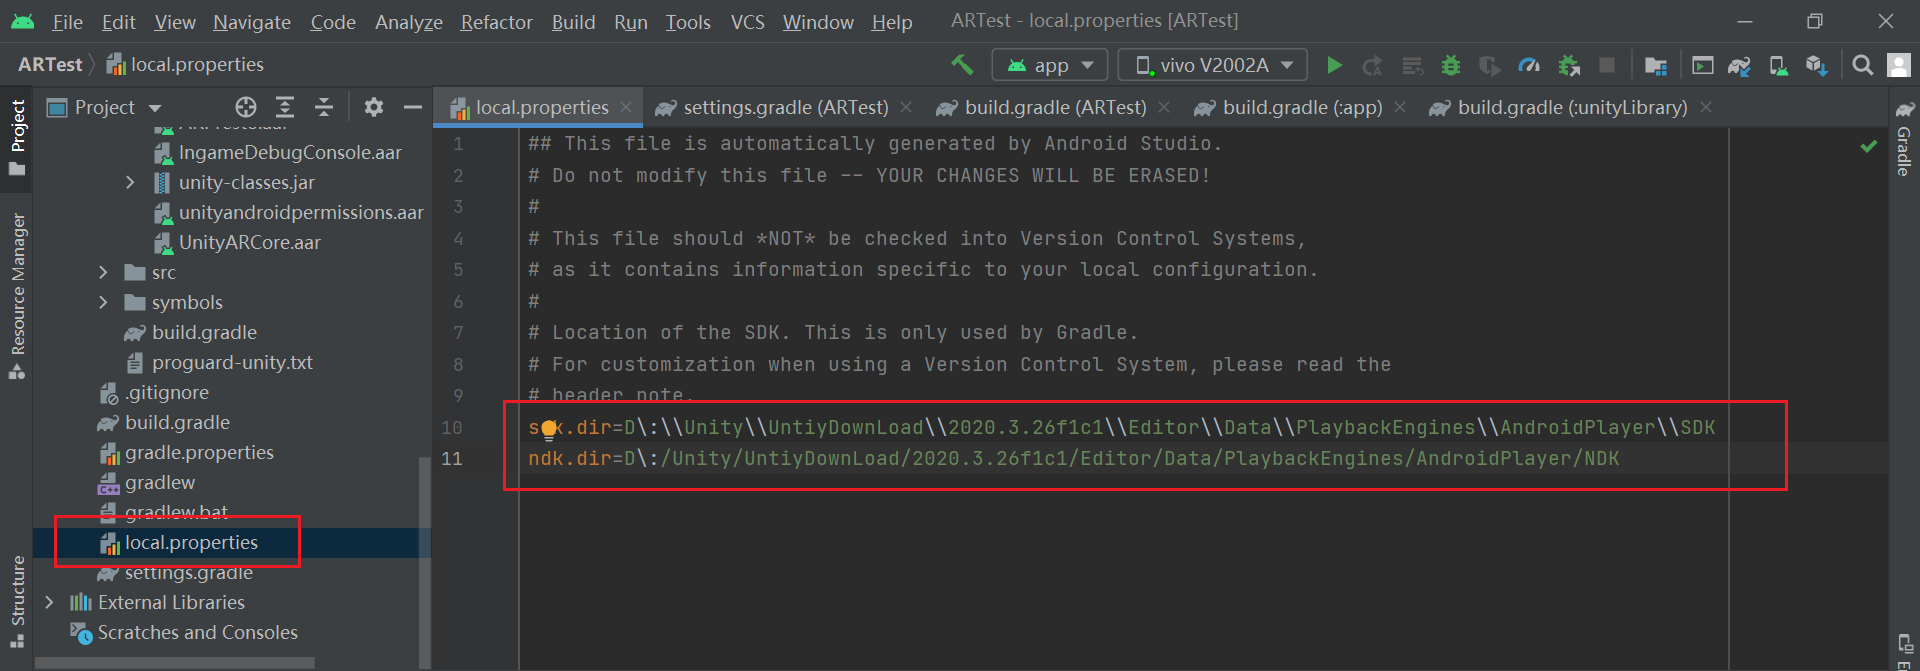 File Edit View Navigate Code Analyze Refactor Build Run Tools VCS Window Help ARTest - local.properties [ARTest]
ARTest local.properties app vivo V2002A
Project
local.properties settings.gradle (ARTest) build.gradle (ARTest) build.gradle (:app) build.gradle (:unityLibrary)
Project
Resource Manager
Structure
Gradle
IngameDebugConsole.aar
unity-classes.jar
unityandroidpermissions.aar
UnityARCore.aar
src
symbols
build.gradle
proguard-unity.txt
.gitignore
build.gradle
gradle.properties
gradlew
gradlew.bat
local.properties
settings.gradle
External Libraries
Scratches and Consoles
1 ## This file is automatically generated by Android Studio.
2 # Do not modify this file -- YOUR CHANGES WILL BE ERASED!
3 #
4 # This file should *NOT* be checked into Version Control Systems,
5 # as it contains information specific to your local configuration.
6 #
7 # Location of the SDK. This is only used by Gradle.
8 # For customization when using a Version Control System, please read the
9 # header note.
10 sdk.dir=D\:\\Unity\\UntiyDownLoad\\2020.3.26f1c1\\Editor\\Data\\PlaybackEngines\\AndroidPlayer\\SDK
11 ndk.dir=D\:/Unity/UntiyDownLoad/2020.3.26f1c1/Editor/Data/PlaybackEngines/AndroidPlayer/NDK